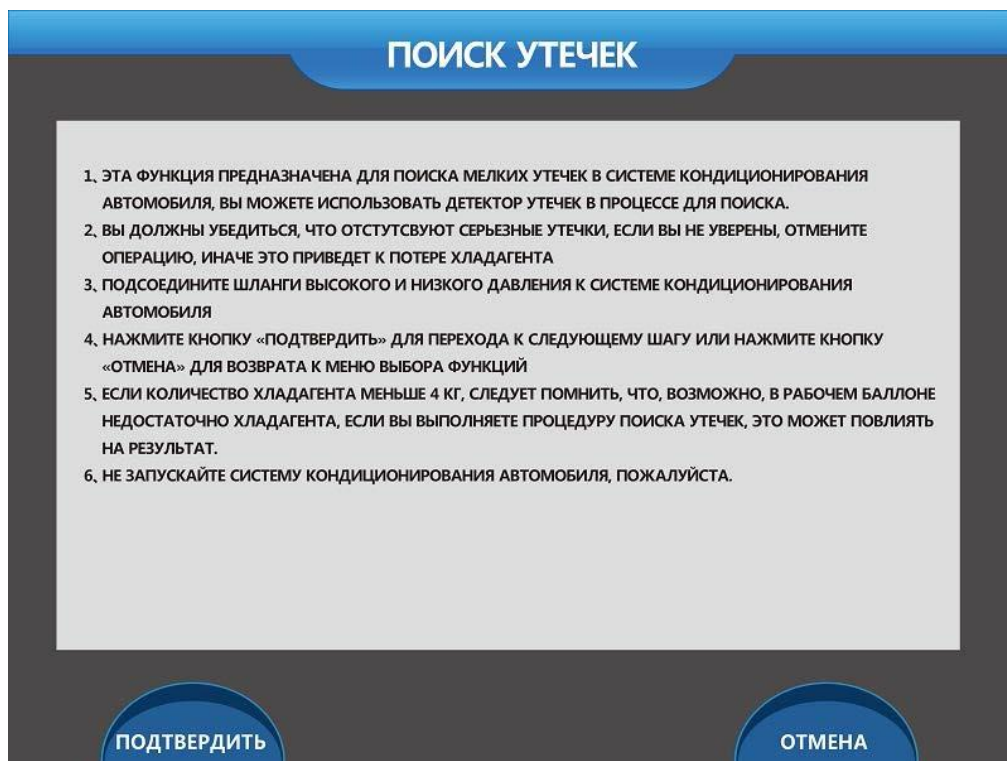 ПОИСК УТЕЧЕК
1、ЭТА ФУНКЦИЯ ПРЕДНАЗНАЧЕНА ДЛЯ ПОИСКА МЕЛКИХ УТЕЧЕК В СИСТЕМЕ КОНДИЦИОНИРОВАНИЯ
АВТОМОБИЛЯ, ВЫ МОЖЕТЕ ИСПОЛЬЗОВАТЬ ДЕТЕКТОР УТЕЧЕК В ПРОЦЕССЕ ДЛЯ ПОИСКА.
2、ВЫ ДОЛЖНЫ УБЕДИТЬСЯ, ЧТО ОТСТУТСВУЮТ СЕРЬЕЗНЫЕ УТЕЧКИ, ЕСЛИ ВЫ НЕ УВЕРЕНЫ, ОТМЕНИТЕ
ОПЕРАЦИЮ, ИНАЧЕ ЭТО ПРИВЕДЕТ К ПОТЕРЕ ХЛАДАГЕНТА
3、ПОДСОЕДИНИТЕ ШЛАНГИ ВЫСОКОГО И НИЗКОГО ДАВЛЕНИЯ К СИСТЕМЕ КОНДИЦИОНИРОВАНИЯ
АВТОМОБИЛЯ
4、НАЖМИТЕ КНОПКУ «ПОДТВЕРДИТЬ» ДЛЯ ПЕРЕХОДА К СЛЕДУЮЩЕМУ ШАГУ ИЛИ НАЖМИТЕ КНОПКУ
«ОТМЕНА» ДЛЯ ВОЗВРАТА К МЕНЮ ВЫБОРА ФУНКЦИЙ
5、ЕСЛИ КОЛИЧЕСТВО ХЛАДАГЕНТА МЕНЬШЕ 4 КГ, СЛЕДУЕТ ПОМНИТЬ, ЧТО, ВОЗМОЖНО, В РАБОЧЕМ БАЛЛОНЕ
НЕДОСТАТОЧНО ХЛАДАГЕНТА, ЕСЛИ ВЫ ВЫПОЛНЯЕТЕ ПРОЦЕДУРУ ПОИСКА УТЕЧЕК, ЭТО МОЖЕТ ПОВЛИЯТЬ
НА РЕЗУЛЬТАТ.
6、НЕ ЗАПУСКАЙТЕ СИСТЕМУ КОНДИЦИОНИРОВАНИЯ АВТОМОБИЛЯ, ПОЖАЛУЙСТА.
ПОДТВЕРДИТЬ
ОТМЕНА